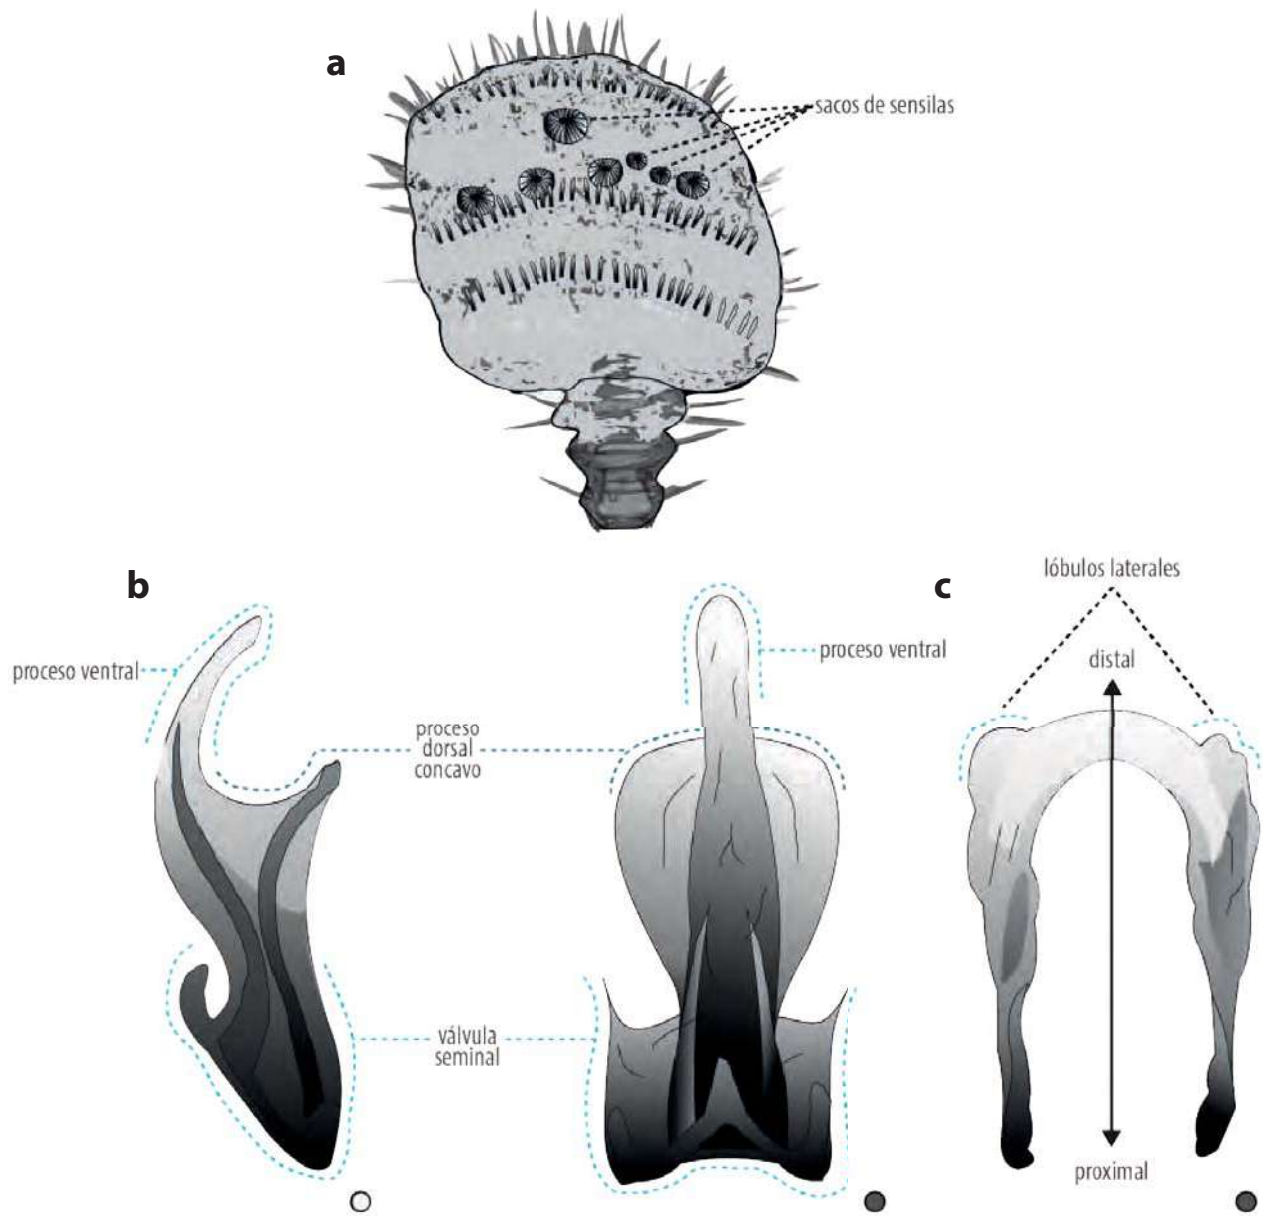 a
sacos de sensilas
b
proceso ventral
proceso
dorsal
concavo
válvula
seminal
proceso ventral
c
lóbulos laterales
distal
proximal